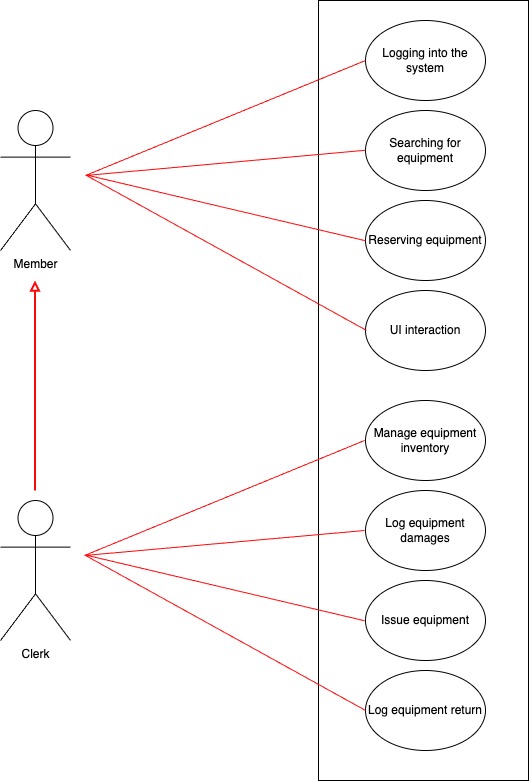 Logging into the
system
Searching for
equipment
Reserving equipment
UI interaction
Member
Manage equipment
inventory
Log equipment
damages
Issue equipment
Log equipment return
Clerk